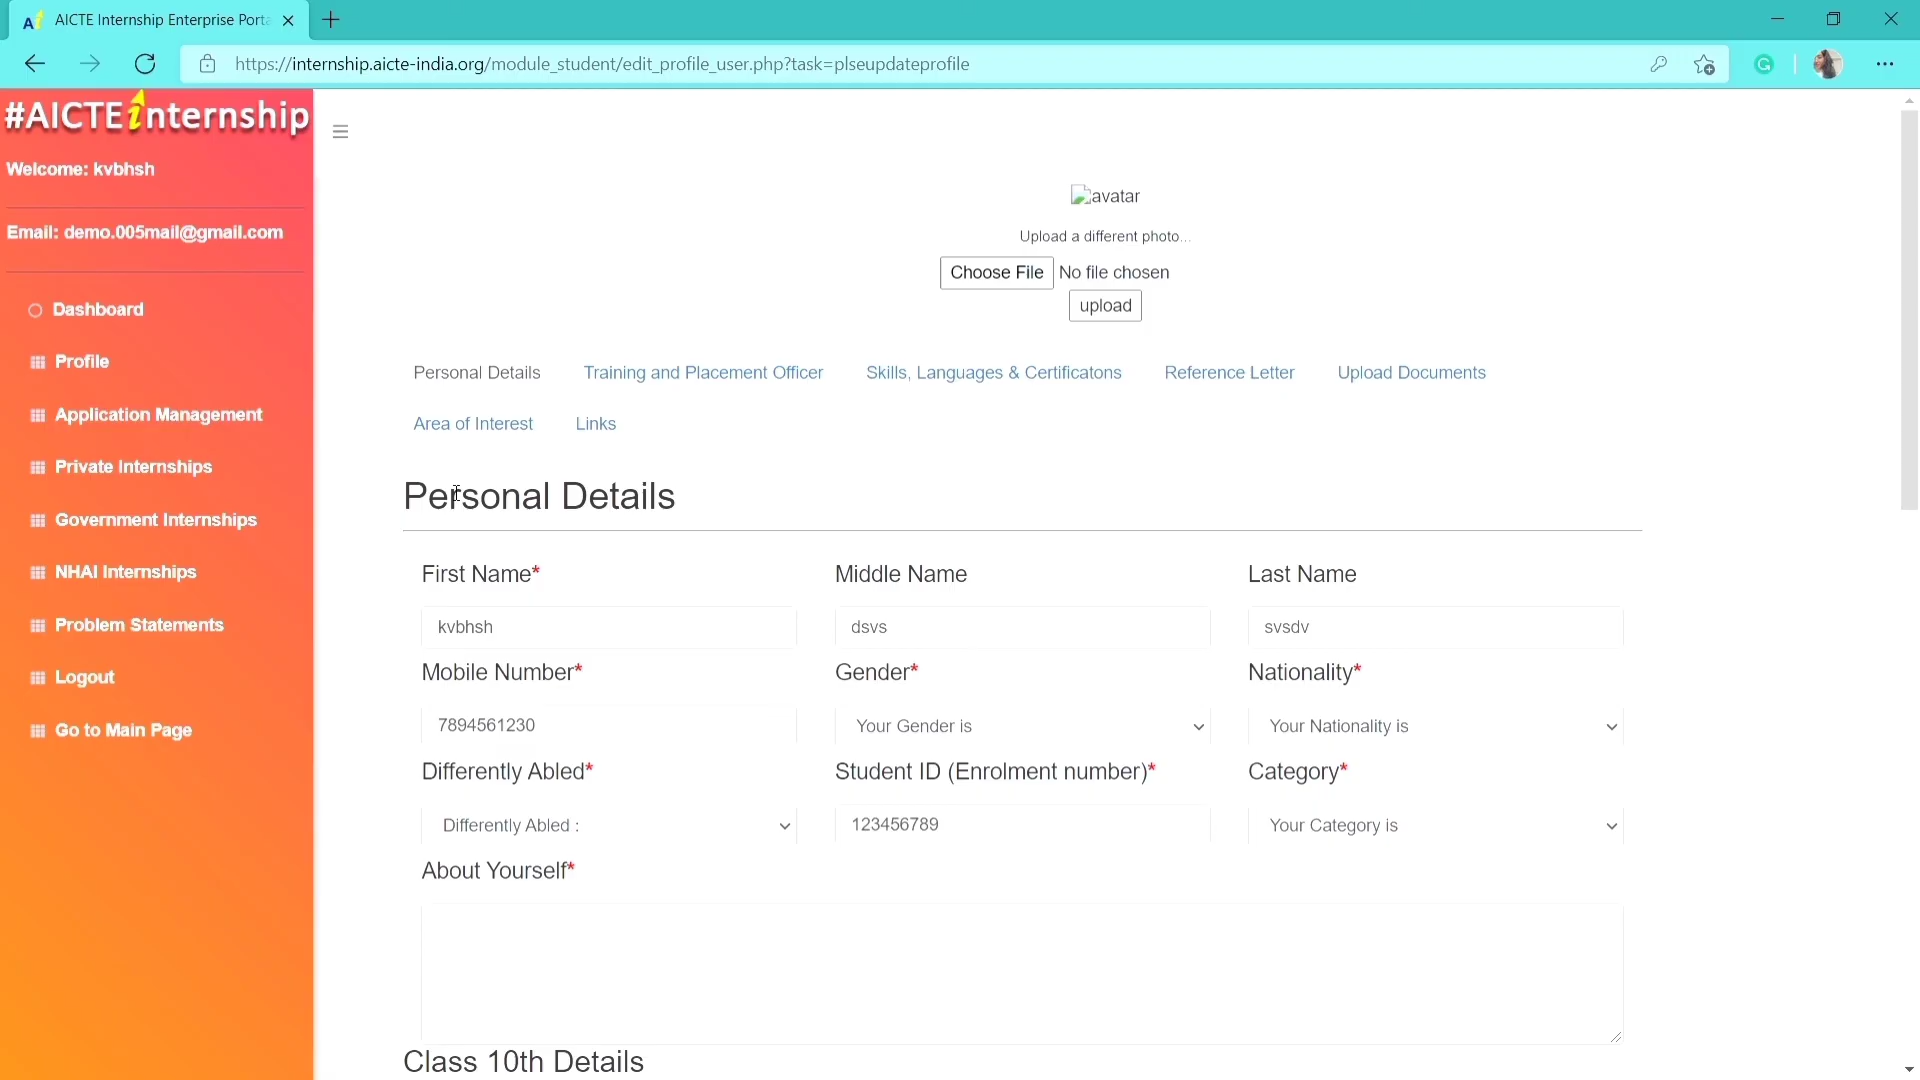 AICTE Internship Enterprise Porta
https://internship.aicte-india.org/module_student/edit_profile_user.php?task=plseupdateprofile
#AICTE internship
Welcome: kvbhsh
Email: demo.005mail@gmail.com
Dashboard
Profile
Application Management
Private Internships
Government Internships
NHAI Internships
Problem Statements
Logout
Go to Main Page
avatar
Upload a different photo...
Choose File No file chosen
upload
Personal Details Training and Placement Officer Skills, Languages & Certificatons Reference Letter Upload Documents
Area of Interest Links
Personal Details
First Name* Middle Name Last Name
kvbhsh dsvs svsdv
Mobile Number* Gender* Nationality*
7894561230 Your Gender is Your Nationality is
Differently Abled* Student ID (Enrolment number)* Category*
Differently Abled : 123456789 Your Category is
About Yourself*
Class 10th Details